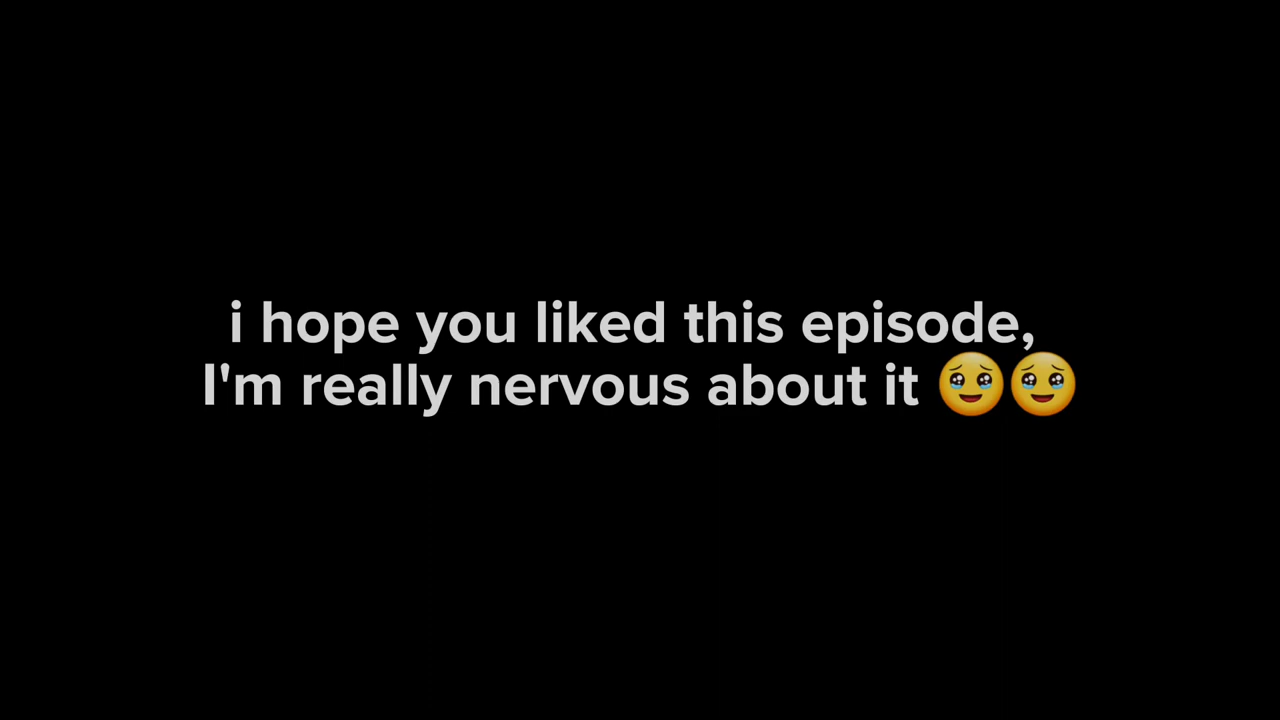 i hope you liked this episode,
I'm really nervous about it 🥹🥹